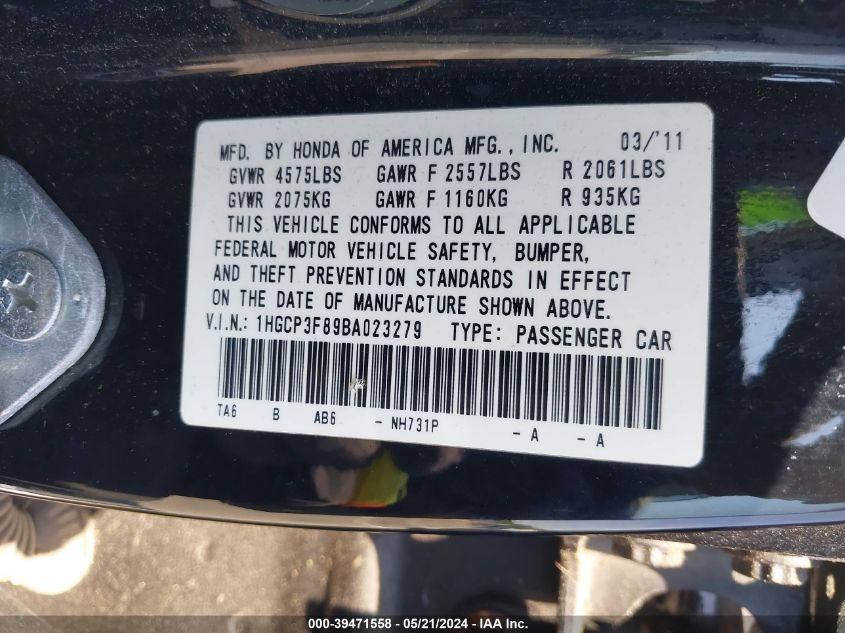 MFD. BY HONDA OF AMERICA MFG., INC. 03/'11
GVWR 4575LBS GAWR F 2557LBS R 2061LBS
GVWR 2075KG GAWR F 1160KG R 935KG
THIS VEHICLE CONFORMS TO ALL APPLICABLE
FEDERAL MOTOR VEHICLE SAFETY, BUMPER,
AND THEFT PREVENTION STANDARDS IN EFFECT
ON THE DATE OF MANUFACTURE SHOWN ABOVE.
V.I.N.: 1HGCP3F89BA023279 TYPE: PASSENGER CAR
TA6 B AB6 - NH731P - A - A
000-39471558 - 05/21/2024 - IAA Inc.